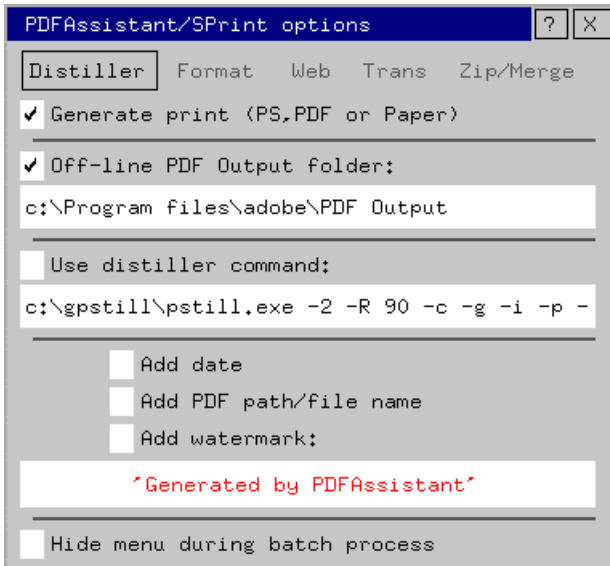 PDFAssistant/SPrint options ? X
Distiller Format Web Trans Zip/Merge
Generate print (PS,PDF or Paper)
Off-line PDF Output folder:
c:\Program files\adobe\PDF Output
Use distiller command:
c:\gpstill\pstill.exe -2 -R 90 -c -g -i -p -
Add date
Add PDF path/file name
Add watermark:
"Generated by PDFAssistant"
Hide menu during batch process